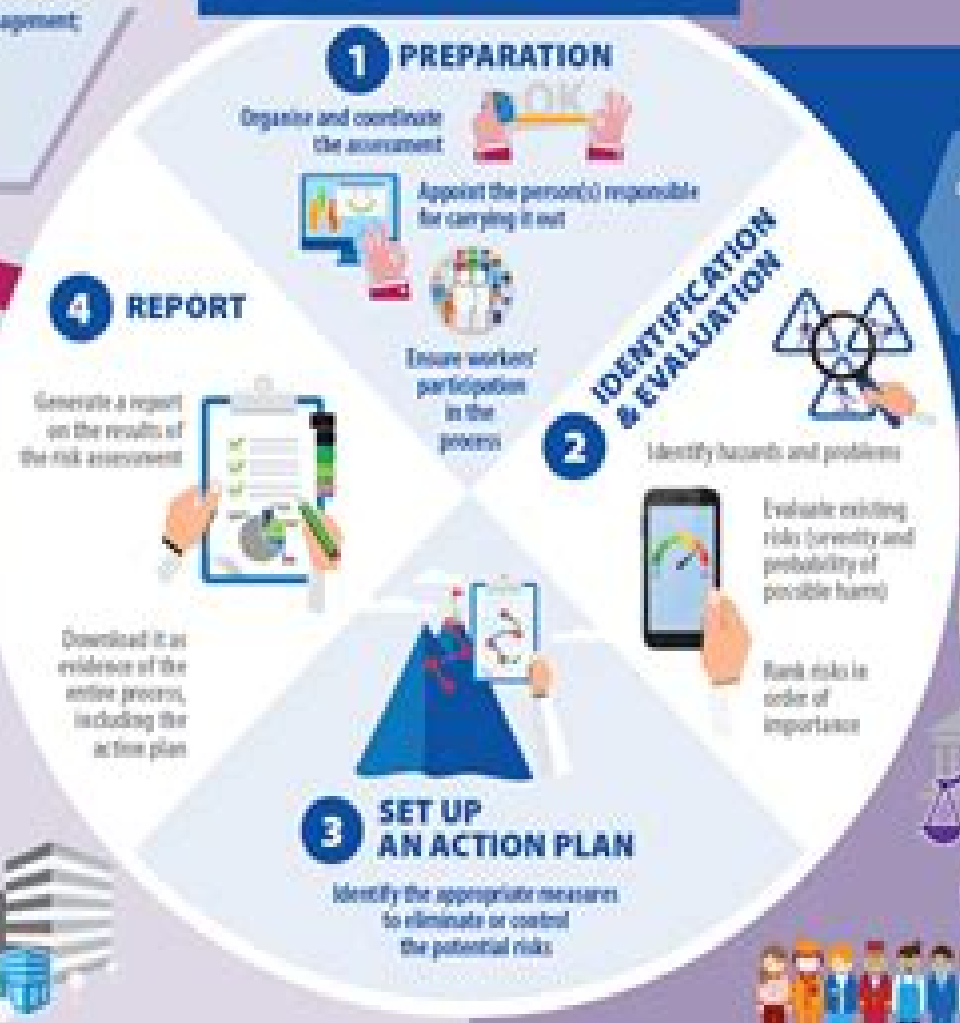 1 PREPARATION
Organise and coordinate
the assessment
OK
Appoint the person(s) responsible
for carrying it out
Ensure workers'
participation
in the
process
2 IDENTIFICATION
& EVALUATION
Identify hazards and problems
Evaluate existing
risks (severity and
probability of
possible harm)
Rank risks in
order of
importance
3 SET UP
AN ACTION PLAN
Identify the appropriate measures
to eliminate or control
the potential risks
4 REPORT
Generate a report
on the results of
the risk assessment
Download it as
evidence of the
entire process,
including the
action plan